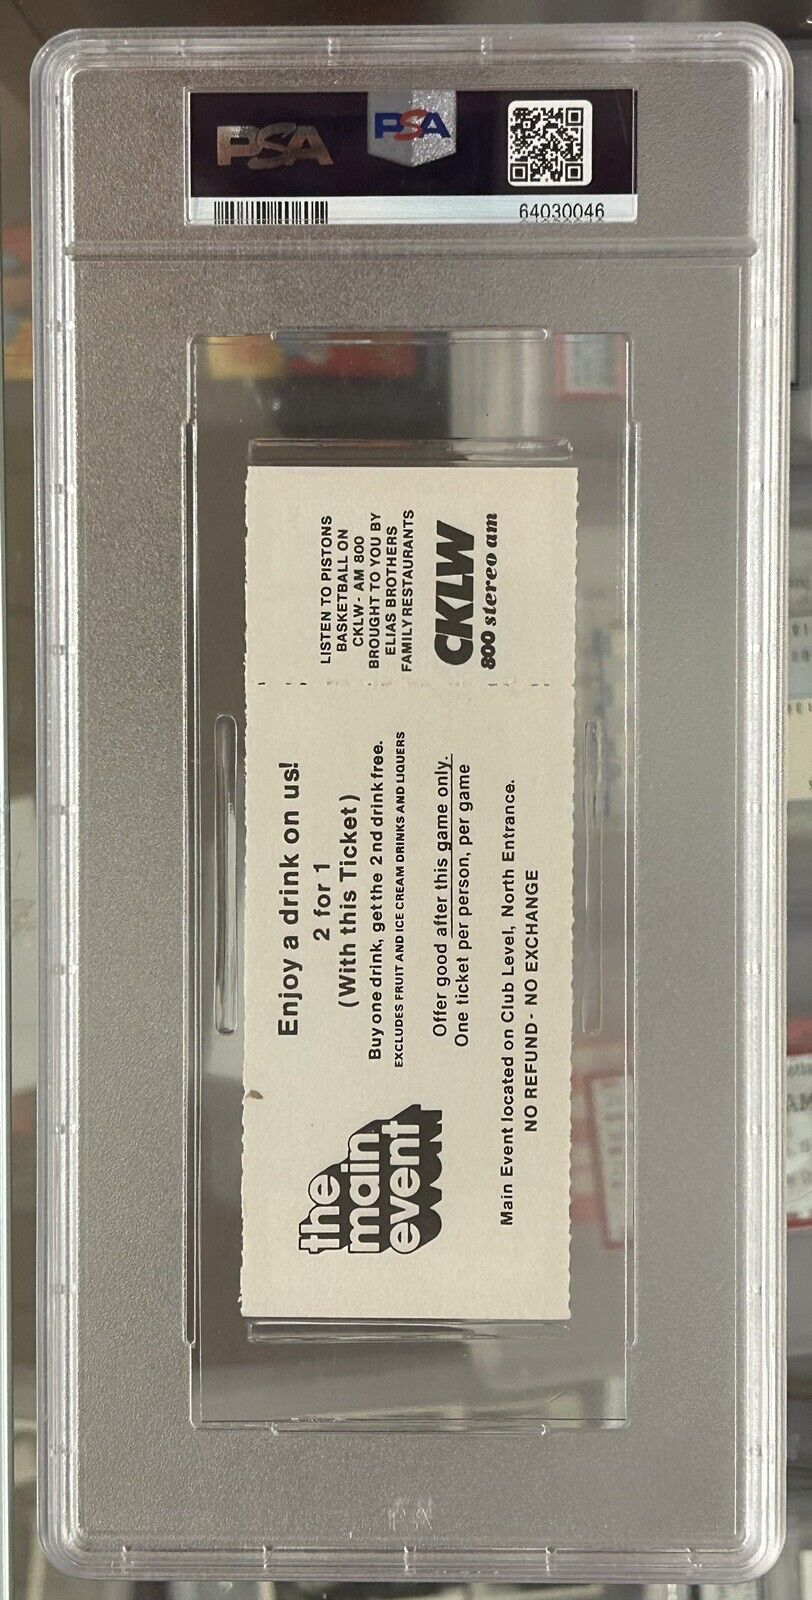 PSA
PSA
64030046
LISTEN TO PISTONS
BASKETBALL ON
CKLW - AM 800
BROUGHT TO YOU BY
ELIAS BROTHERS
FAMILY RESTAURANTS
CKLW
800 stereo am
Enjoy a drink on us!
2 for 1
(With this Ticket)
Buy one drink, get the 2nd drink free.
EXCLUDES FRUIT AND ICE CREAM DRINKS AND LIQUERS
Offer good after this game only.
One ticket per person, per game
the
main
event
Main Event located on Club Level, North Entrance.
NO REFUND - NO EXCHANGE